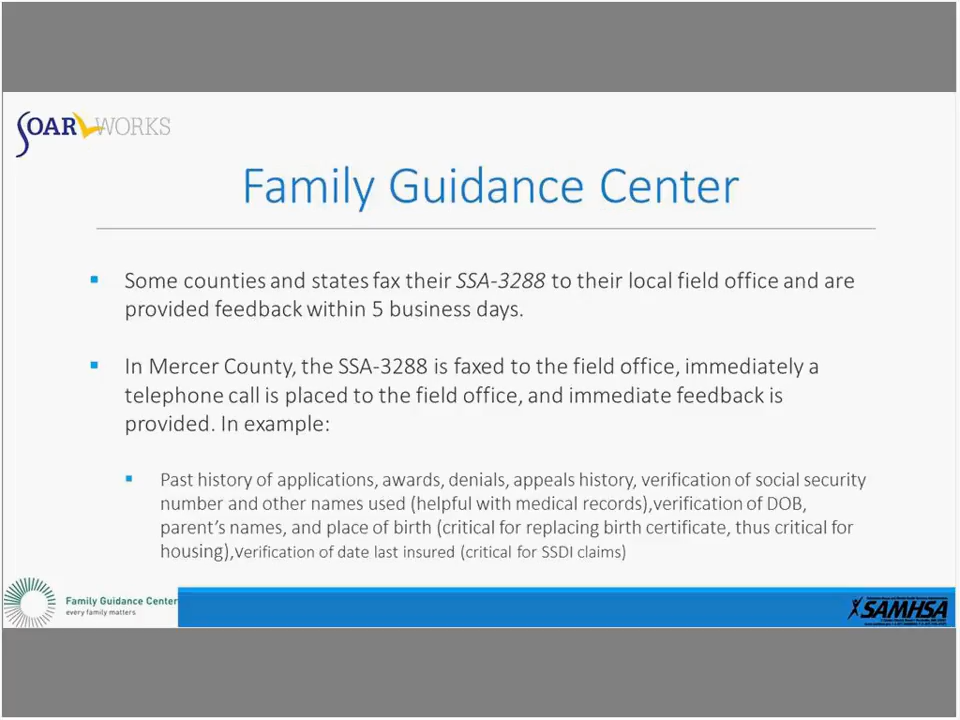 SOAR WORKS
Family Guidance Center
▪ Some counties and states fax their SSA-3288 to their local field office and are
provided feedback within 5 business days.
▪ In Mercer County, the SSA-3288 is faxed to the field office, immediately a
telephone call is placed to the field office, and immediate feedback is
provided. In example:
▪ Past history of applications, awards, denials, appeals history, verification of social security
number and other names used (helpful with medical records),verification of DOB,
parent's names, and place of birth (critical for replacing birth certificate, thus critical for
housing),verification of date last insured (critical for SSDI claims)
Family Guidance Center
every family matters
SAMHSA